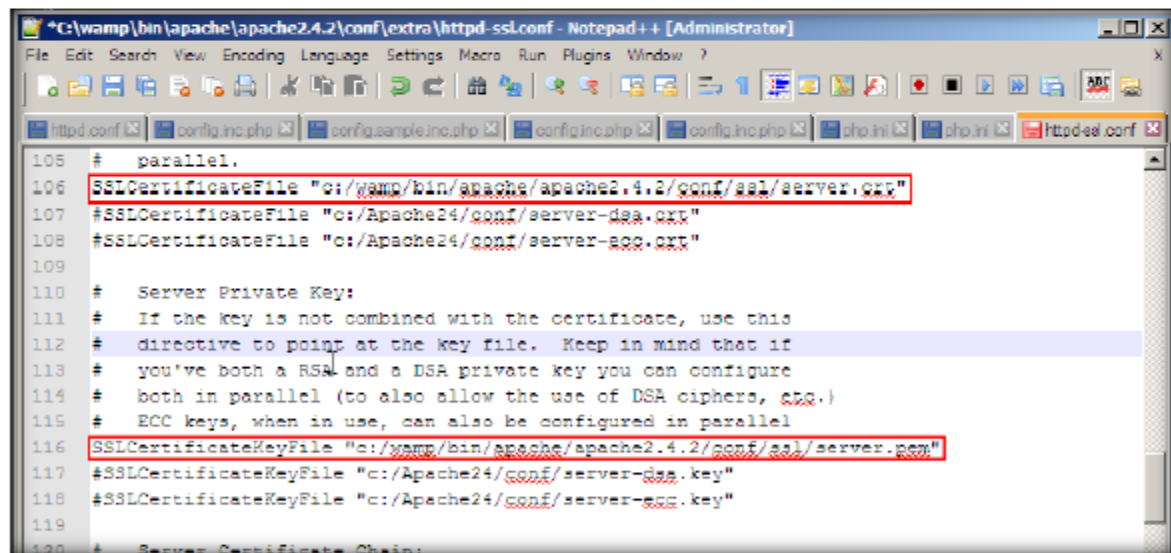 *C:\wamp\bin\apache\apache2.4.2\conf\extra\httpd-ssl.conf - Notepad++ [Administrator]
File Edit Search View Encoding Language Settings Macro Run Plugins Window ? X
ABC
httpd.conf config.inc.php config.sample.inc.php config.inc.php config.inc.php php.ini php.ini httpd-ssl.conf
105 # parallel.
106 SSLCertificateFile "c:/wamp/bin/apache/apache2.4.2/conf/ssl/server.crt"
107 #SSLCertificateFile "c:/Apache24/conf/server-dsa.crt"
108 #SSLCertificateFile "c:/Apache24/conf/server-ecc.crt"
109
110 # Server Private Key:
111 # If the key is not combined with the certificate, use this
112 # directive to point at the key file. Keep in mind that if
113 # you've both a RSA and a DSA private key you can configure
114 # both in parallel (to also allow the use of DSA ciphers, etc.)
115 # ECC keys, when in use, can also be configured in parallel
116 SSLCertificateKeyFile "c:/wamp/bin/apache/apache2.4.2/conf/ssl/server.pem"
117 #SSLCertificateKeyFile "c:/Apache24/conf/server-dsa.key"
118 #SSLCertificateKeyFile "c:/Apache24/conf/server-ecc.key"
119
120 # Server Certificate Chain: